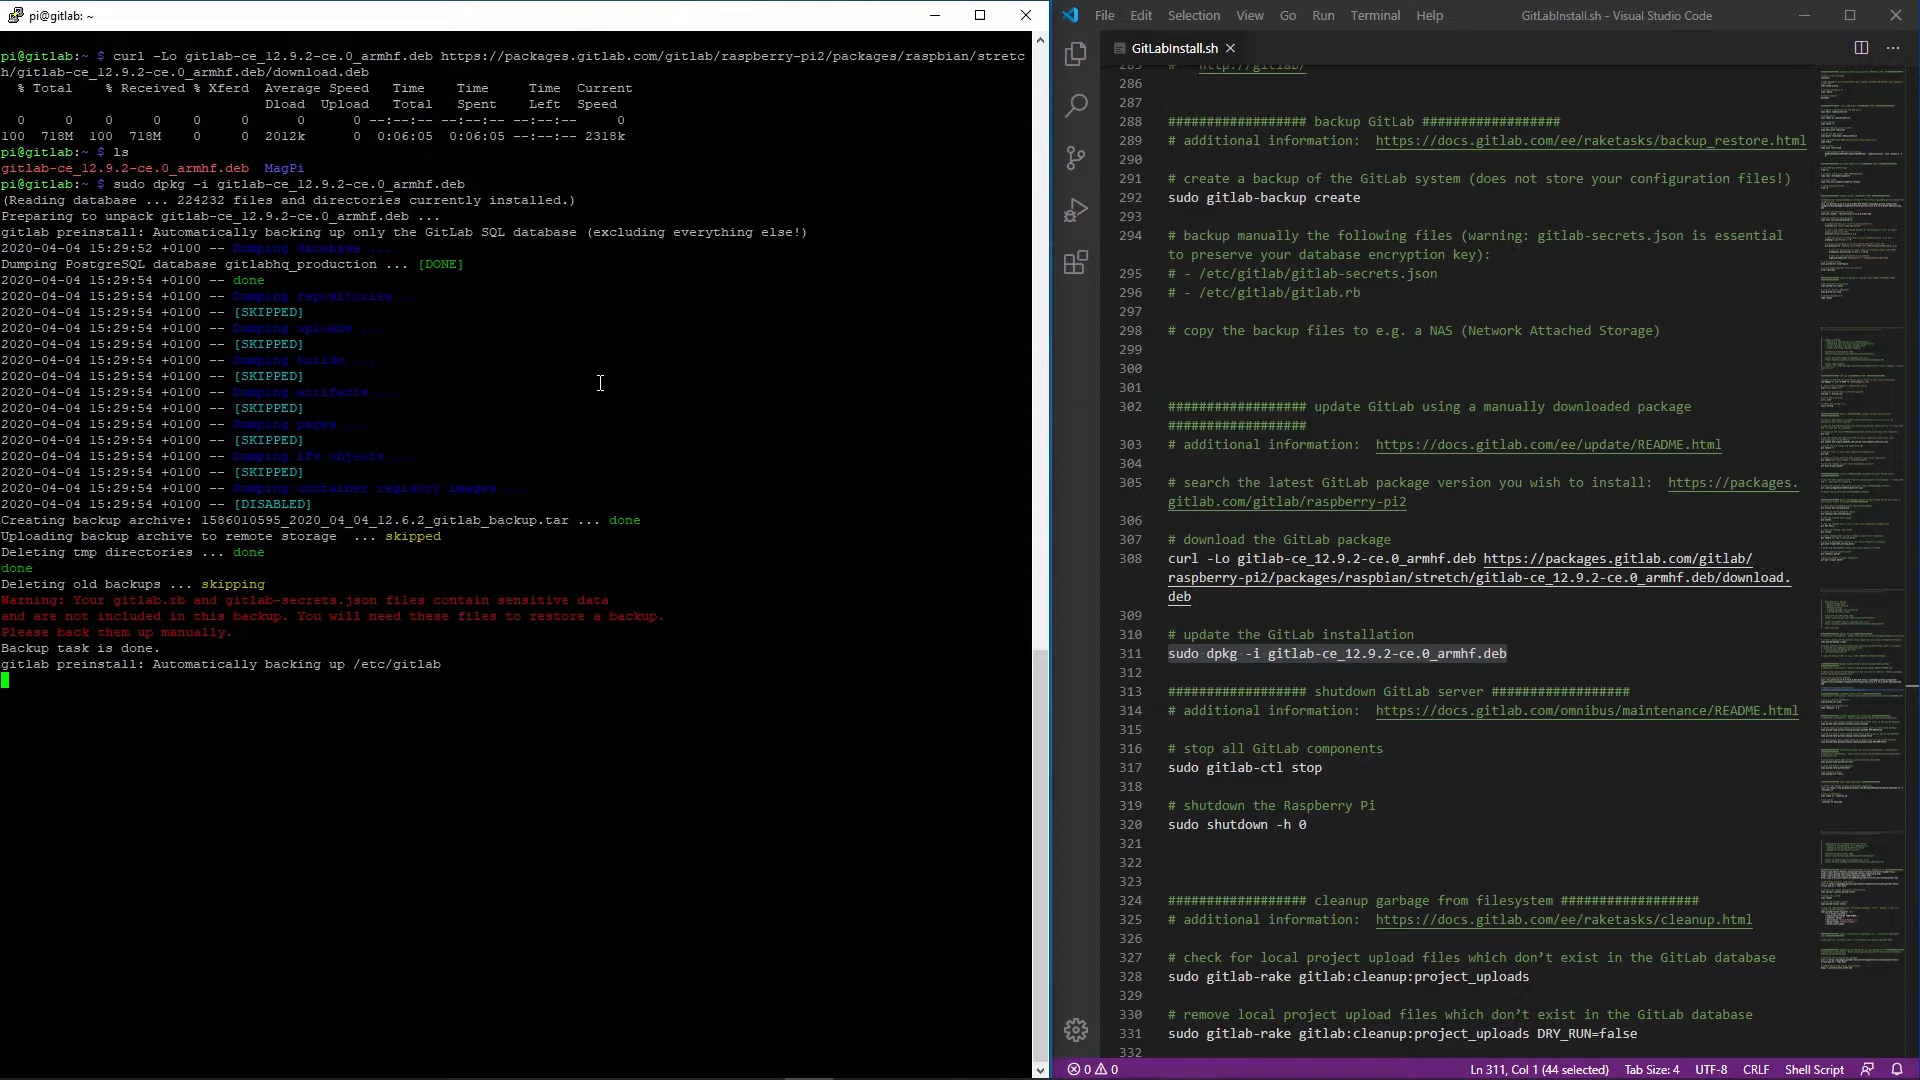 pi@gitlab: ~
pi@gitlab:~ $ curl -Lo gitlab-ce_12.9.2-ce.0_armhf.deb https://packages.gitlab.com/gitlab/raspberry-pi2/packages/raspbian/stretc
h/gitlab-ce_12.9.2-ce.0_armhf.deb/download.deb
% Total % Received % Xferd Average Speed Time Time Time Current
Dload Upload Total Spent Left Speed
0 0 0 0 0 0 0 0 --:--:-- --:--:-- --:--:-- 0
100 718M 100 718M 0 0 2012k 0 0:06:05 0:06:05 --:--:-- 2318k
pi@gitlab:~ $ ls
gitlab-ce_12.9.2-ce.0_armhf.deb MagPi
pi@gitlab:~ $ sudo dpkg -i gitlab-ce_12.9.2-ce.0_armhf.deb
(Reading database ... 224232 files and directories currently installed.)
Preparing to unpack gitlab-ce_12.9.2-ce.0_armhf.deb ...
gitlab preinstall: Automatically backing up only the GitLab SQL database (excluding everything else!)
2020-04-04 15:29:52 +0100 -- Dumping database ...
Dumping PostgreSQL database gitlabhq_production ... [DONE]
2020-04-04 15:29:54 +0100 -- done
2020-04-04 15:29:54 +0100 -- Dumping repositories ...
2020-04-04 15:29:54 +0100 -- [SKIPPED]
2020-04-04 15:29:54 +0100 -- Dumping uploads ...
2020-04-04 15:29:54 +0100 -- [SKIPPED]
2020-04-04 15:29:54 +0100 -- Dumping builds ...
2020-04-04 15:29:54 +0100 -- [SKIPPED]
2020-04-04 15:29:54 +0100 -- Dumping artifacts ...
2020-04-04 15:29:54 +0100 -- [SKIPPED]
2020-04-04 15:29:54 +0100 -- Dumping pages ...
2020-04-04 15:29:54 +0100 -- [SKIPPED]
2020-04-04 15:29:54 +0100 -- Dumping lfs objects ...
2020-04-04 15:29:54 +0100 -- [SKIPPED]
2020-04-04 15:29:54 +0100 -- Dumping container registry images ...
2020-04-04 15:29:54 +0100 -- [DISABLED]
Creating backup archive: 1586010595_2020_04_04_12.6.2_gitlab_backup.tar ... done
Uploading backup archive to remote storage ... skipped
Deleting tmp directories ... done
done
Deleting old backups ... skipping
Warning: Your gitlab.rb and gitlab-secrets.json files contain sensitive data
and are not included in this backup. You will need these files to restore a backup.
Please back them up manually.
Backup task is done.
gitlab preinstall: Automatically backing up /etc/gitlab
File Edit Selection View Go Run Terminal Help GitLabInstall.sh - Visual Studio Code
GitLabInstall.sh
285 # http://gitlab/
286
287
288 ################## backup GitLab ##################
289 # additional information: https://docs.gitlab.com/ee/raketasks/backup_restore.html
290
291 # create a backup of the GitLab system (does not store your configuration files!)
292 sudo gitlab-backup create
293
294 # backup manually the following files (warning: gitlab-secrets.json is essential
to preserve your database encryption key):
295 # - /etc/gitlab/gitlab-secrets.json
296 # - /etc/gitlab/gitlab.rb
297
298 # copy the backup files to e.g. a NAS (Network Attached Storage)
299
300
301
302 ################## update GitLab using a manually downloaded package
##################
303 # additional information: https://docs.gitlab.com/ee/update/README.html
304
305 # search the latest GitLab package version you wish to install: https://packages.
gitlab.com/gitlab/raspberry-pi2
306
307 # download the GitLab package
308 curl -Lo gitlab-ce_12.9.2-ce.0_armhf.deb https://packages.gitlab.com/gitlab/
raspberry-pi2/packages/raspbian/stretch/gitlab-ce_12.9.2-ce.0_armhf.deb/download.
deb
309
310 # update the GitLab installation
311 sudo dpkg -i gitlab-ce_12.9.2-ce.0_armhf.deb
312
313 ################## shutdown GitLab server ##################
314 # additional information: https://docs.gitlab.com/omnibus/maintenance/README.html
315
316 # stop all GitLab components
317 sudo gitlab-ctl stop
318
319 # shutdown the Raspberry Pi
320 sudo shutdown -h 0
321
322
323
324 ################## cleanup garbage from filesystem ##################
325 # additional information: https://docs.gitlab.com/ee/raketasks/cleanup.html
326
327 # check for local project upload files which don’t exist in the GitLab database
328 sudo gitlab-rake gitlab:cleanup:project_uploads
329
330 # remove local project upload files which don’t exist in the GitLab database
331 sudo gitlab-rake gitlab:cleanup:project_uploads DRY_RUN=false
332
0 0 Ln 311, Col 1 (44 selected) Tab Size: 4 UTF-8 CRLF Shell Script